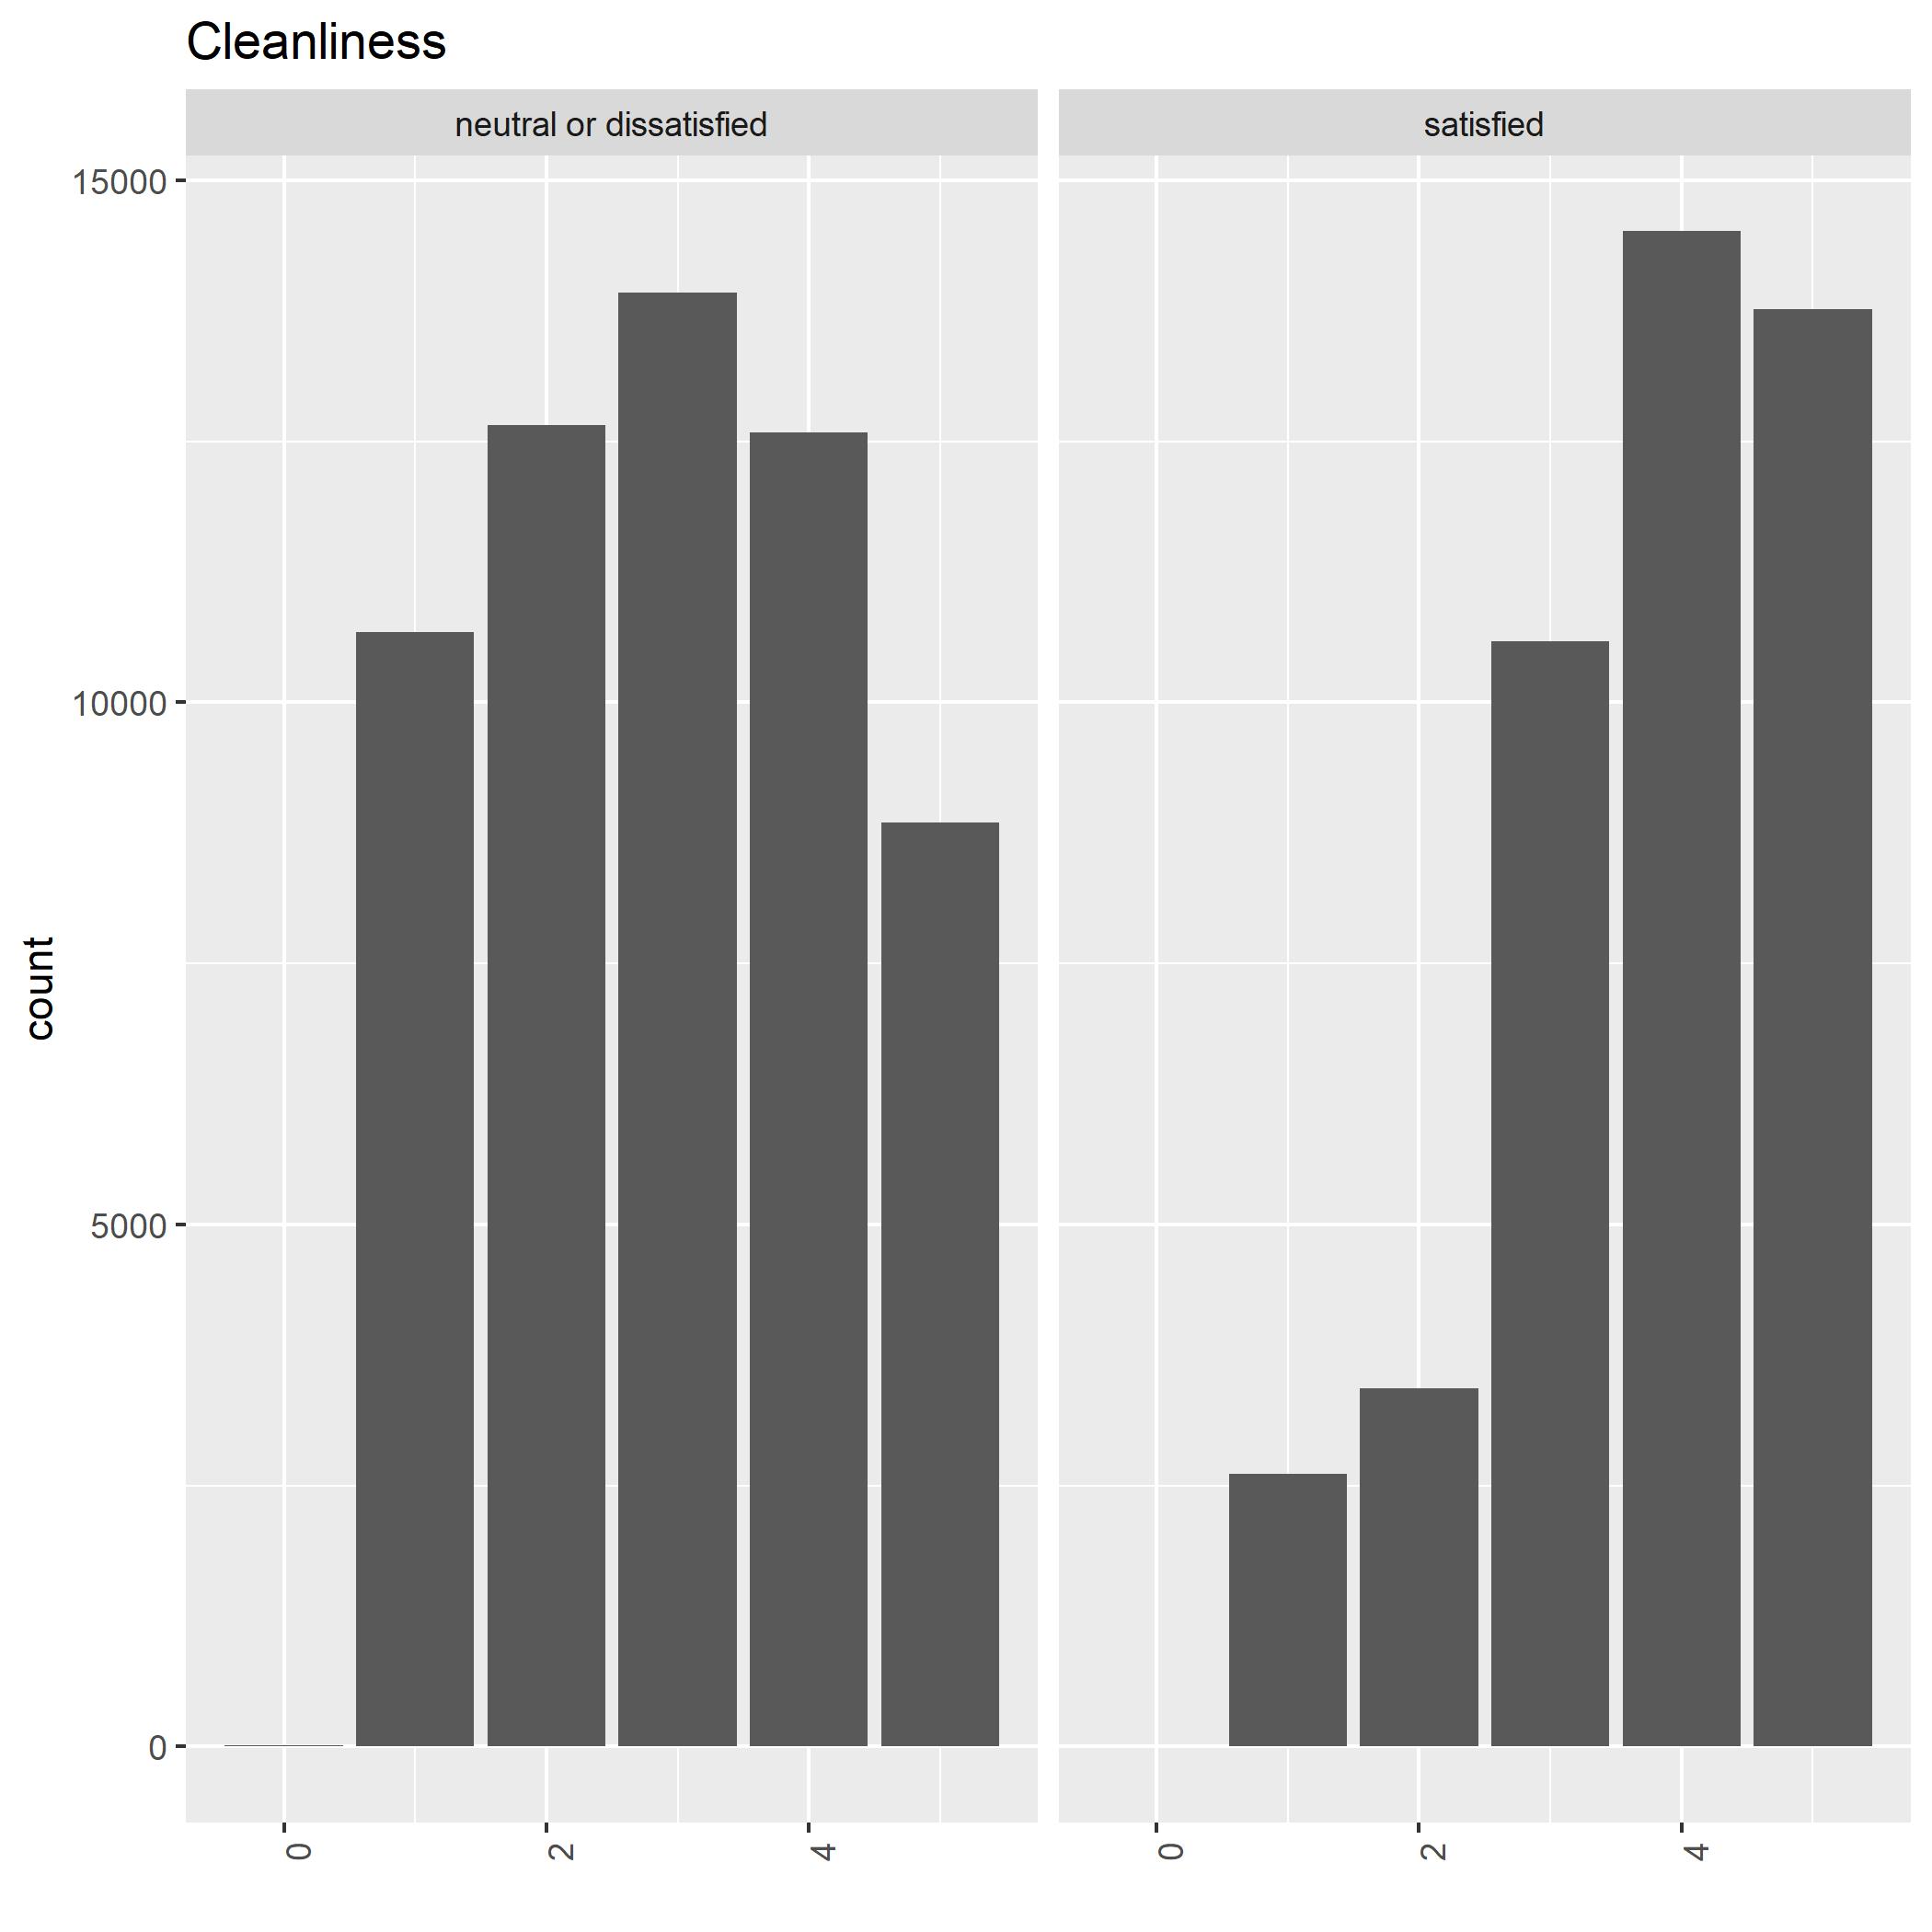 Cleanliness
neutral or dissatisfied
satisfied
15000
10000
5000
0
count
0
2
4
0
2
4